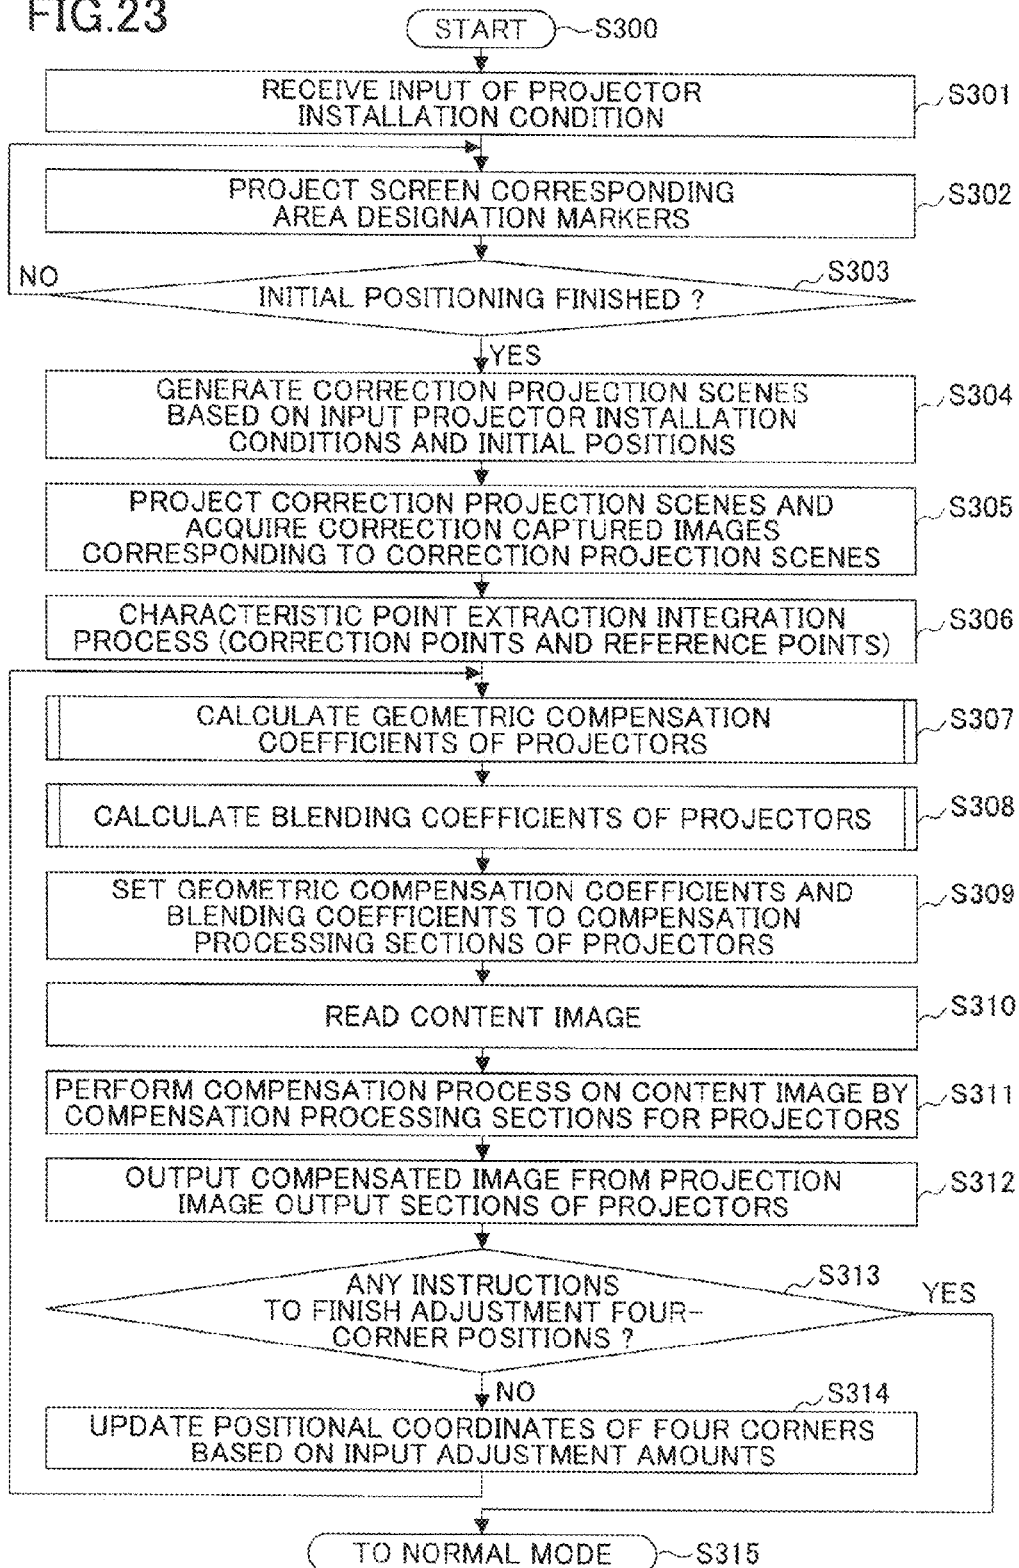 FIG.23
START
S300
RECEIVE INPUT OF PROJECTOR
INSTALLATION CONDITION
S301
PROJECT SCREEN CORRESPONDING
AREA DESIGNATION MARKERS
S302
NO
INITIAL POSITIONING FINISHED ?
S303
YES
GENERATE CORRECTION PROJECTION SCENES
BASED ON INPUT PROJECTOR INSTALLATION
CONDITIONS AND INITIAL POSITIONS
S304
PROJECT CORRECTION PROJECTION SCENES AND
ACQUIRE CORRECTION CAPTURED IMAGES
CORRESPONDING TO CORRECTION PROJECTION SCENES
S305
CHARACTERISTIC POINT EXTRACTION INTEGRATION
PROCESS (CORRECTION POINTS AND REFERENCE POINTS)
S306
CALCULATE GEOMETRIC COMPENSATION
COEFFICIENTS OF PROJECTORS
S307
CALCULATE BLENDING COEFFICIENTS OF PROJECTORS
S308
SET GEOMETRIC COMPENSATION COEFFICIENTS AND
BLENDING COEFFICIENTS TO COMPENSATION
PROCESSING SECTIONS OF PROJECTORS
S309
READ CONTENT IMAGE
S310
PERFORM COMPENSATION PROCESS ON CONTENT IMAGE BY
COMPENSATION PROCESSING SECTIONS FOR PROJECTORS
S311
OUTPUT COMPENSATED IMAGE FROM PROJECTION
IMAGE OUTPUT SECTIONS OF PROJECTORS
S312
ANY INSTRUCTIONS
TO FINISH ADJUSTMENT FOUR-
CORNER POSITIONS ?
S313
YES
NO
S314
UPDATE POSITIONAL COORDINATES OF FOUR CORNERS
BASED ON INPUT ADJUSTMENT AMOUNTS
TO NORMAL MODE
S315